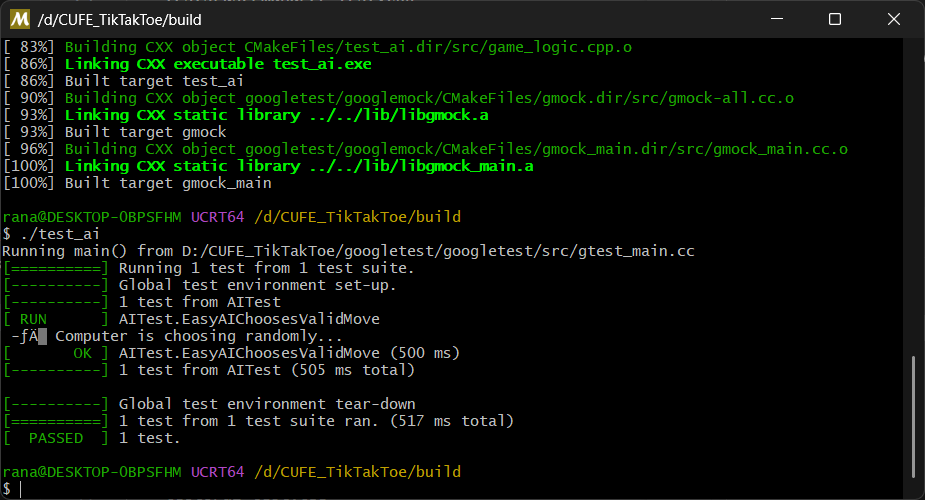 M /d/CUFE_TikTakToe/build
[ 83%] Building CXX object CMakeFiles/test_ai.dir/src/game_logic.cpp.o
[ 86%] Linking CXX executable test_ai.exe
[ 86%] Built target test_ai
[ 90%] Building CXX object googletest/googlemock/CMakeFiles/gmock.dir/src/gmock-all.cc.o
[ 93%] Linking CXX static library ../../lib/libgmock.a
[ 93%] Built target gmock
[ 96%] Building CXX object googletest/googlemock/CMakeFiles/gmock_main.dir/src/gmock_main.cc.o
[100%] Linking CXX static library ../../lib/libgmock_main.a
[100%] Built target gmock_main
rana@DESKTOP-OBPSFHM UCRT64 /d/CUFE_TikTakToe/build
$ ./test_ai
Running main() from D:/CUFE_TikTakToe/googletest/googletest/src/gtest_main.cc
[==========] Running 1 test from 1 test suite.
[----------] Global test environment set-up.
[----------] 1 test from AITest
[ RUN      ] AITest.EasyAIChoosesValidMove
-ƒÄ▒ Computer is choosing randomly...
[       OK ] AITest.EasyAIChoosesValidMove (500 ms)
[----------] 1 test from AITest (505 ms total)
[----------] Global test environment tear-down
[==========] 1 test from 1 test suite ran. (517 ms total)
[  PASSED  ] 1 test.
rana@DESKTOP-OBPSFHM UCRT64 /d/CUFE_TikTakToe/build
$